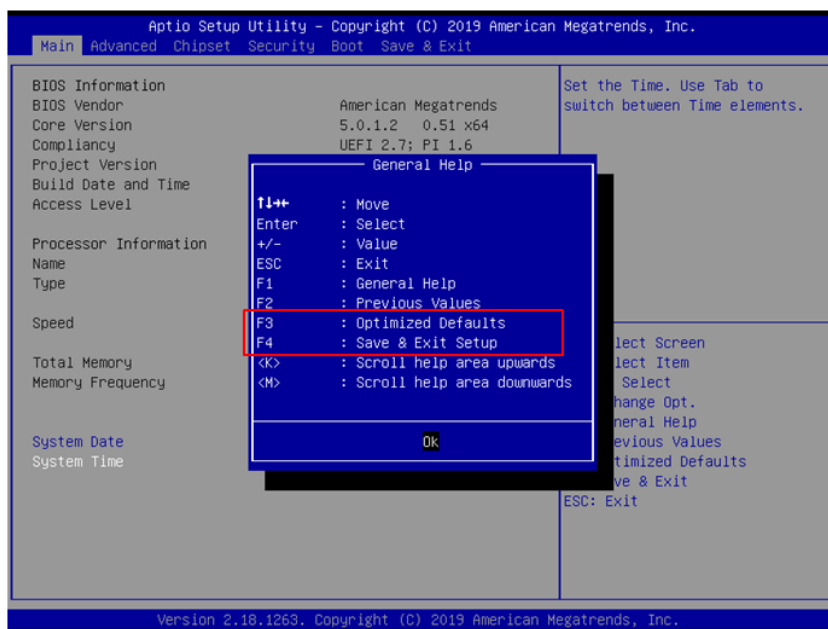 Aptio Setup Utility – Copyright (C) 2019 American Megatrends, Inc.
Main Advanced Chipset Security Boot Save & Exit
BIOS Information
BIOS Vendor American Megatrends
Core Version 5.0.1.2 0.51 x64
Compliancy UEFI 2.7; PI 1.6
Project Version
Build Date and Time
Access Level
Processor Information
Name
Type
Speed
Total Memory
Memory Frequency
System Date
System Time
General Help
↑↓→← : Move
Enter : Select
+/- : Value
ESC : Exit
F1 : General Help
F2 : Previous Values
F3 : Optimized Defaults
F4 : Save & Exit Setup
<K> : Scroll help area upwards
<M> : Scroll help area downwards
Ok
Set the Time. Use Tab to
switch between Time elements.
lect Screen
lect Item
Select
hange Opt.
neral Help
evious Values
timized Defaults
ve & Exit
ESC: Exit
Version 2.18.1263. Copyright (C) 2019 American Megatrends, Inc.